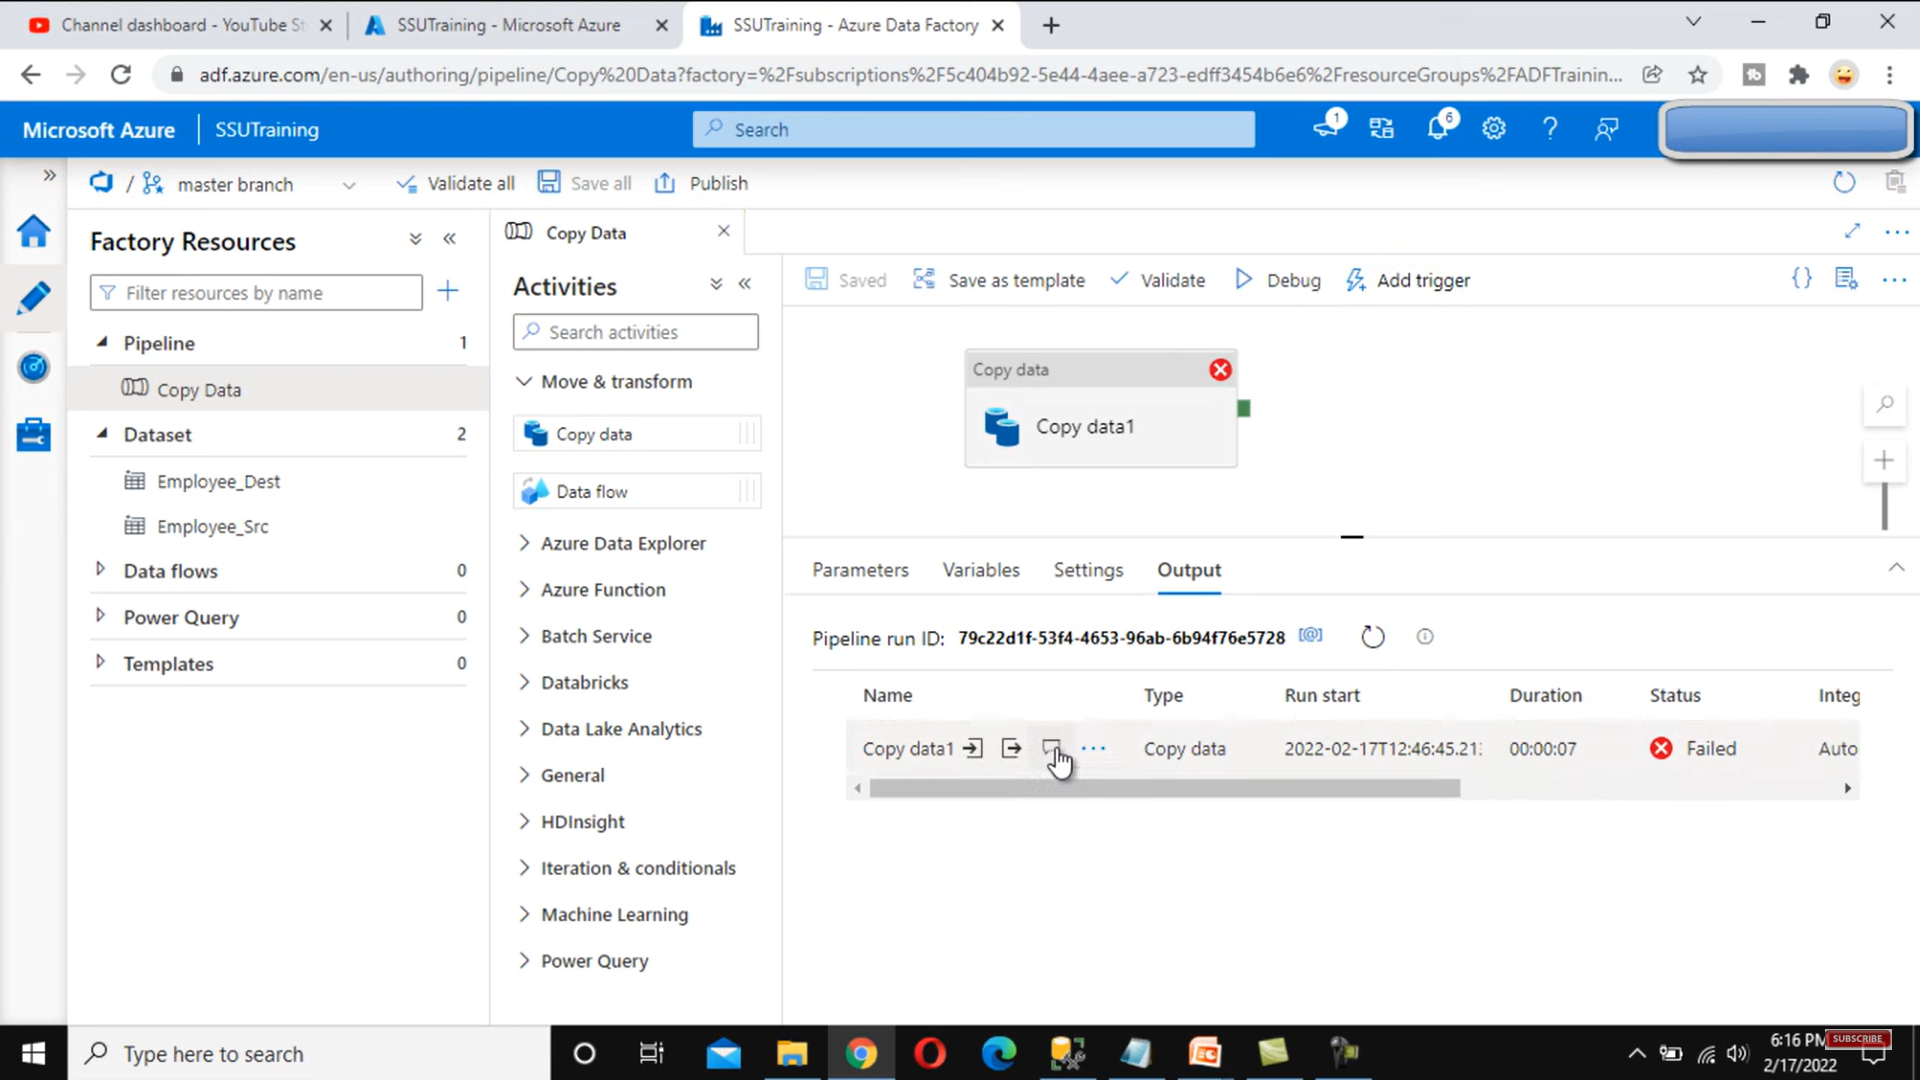 Channel dashboard - YouTube St
SSUTraining - Microsoft Azure
SSUTraining - Azure Data Factory
adf.azure.com/en-us/authoring/pipeline/Copy%20Data?factory=%2Fsubscriptions%2F5c404b92-5e44-4aee-a723-edff3454b6e6%2FresourceGroups%2FADFTrainin...
Microsoft Azure
SSUTraining
Search
1
6
/ master branch
Validate all
Save all
Publish
Factory Resources
Filter resources by name
Pipeline 1
Copy Data
Dataset 2
Employee_Dest
Employee_Src
Data flows 0
Power Query 0
Templates 0
Copy Data
Activities
Search activities
Move & transform
Copy data
Data flow
Azure Data Explorer
Azure Function
Batch Service
Databricks
Data Lake Analytics
General
HDInsight
Iteration & conditionals
Machine Learning
Power Query
Saved
Save as template
Validate
Debug
Add trigger
{}
Copy data
Copy data1
Parameters Variables Settings Output
Pipeline run ID: 79c22d1f-53f4-4653-96ab-6b94f76e5728 [@]
Name Type Run start Duration Status Integ
Copy data1 Copy data 2022-02-17T12:46:45.21 00:00:07 Failed Auto
Type here to search
6:16 PM
2/17/2022
SUBSCRIBE